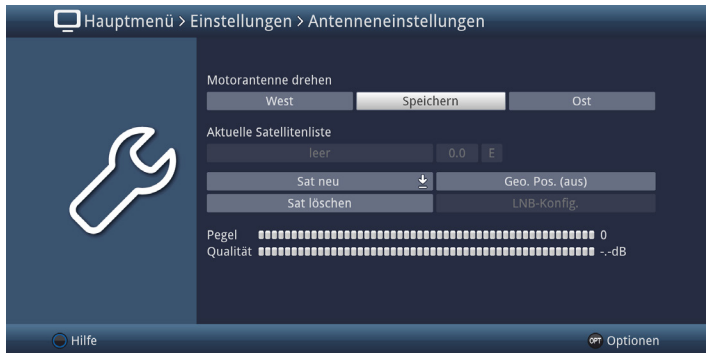 Hauptmenü > Einstellungen > Antenneneinstellungen
Motorantenne drehen
West Speichern Ost
Aktuelle Satellitenliste
leer 0.0 E
Sat neu Geo. Pos. (aus)
Sat löschen LNB-Konfig.
Pegel 0
Qualität -.-dB
Hilfe OPT Optionen